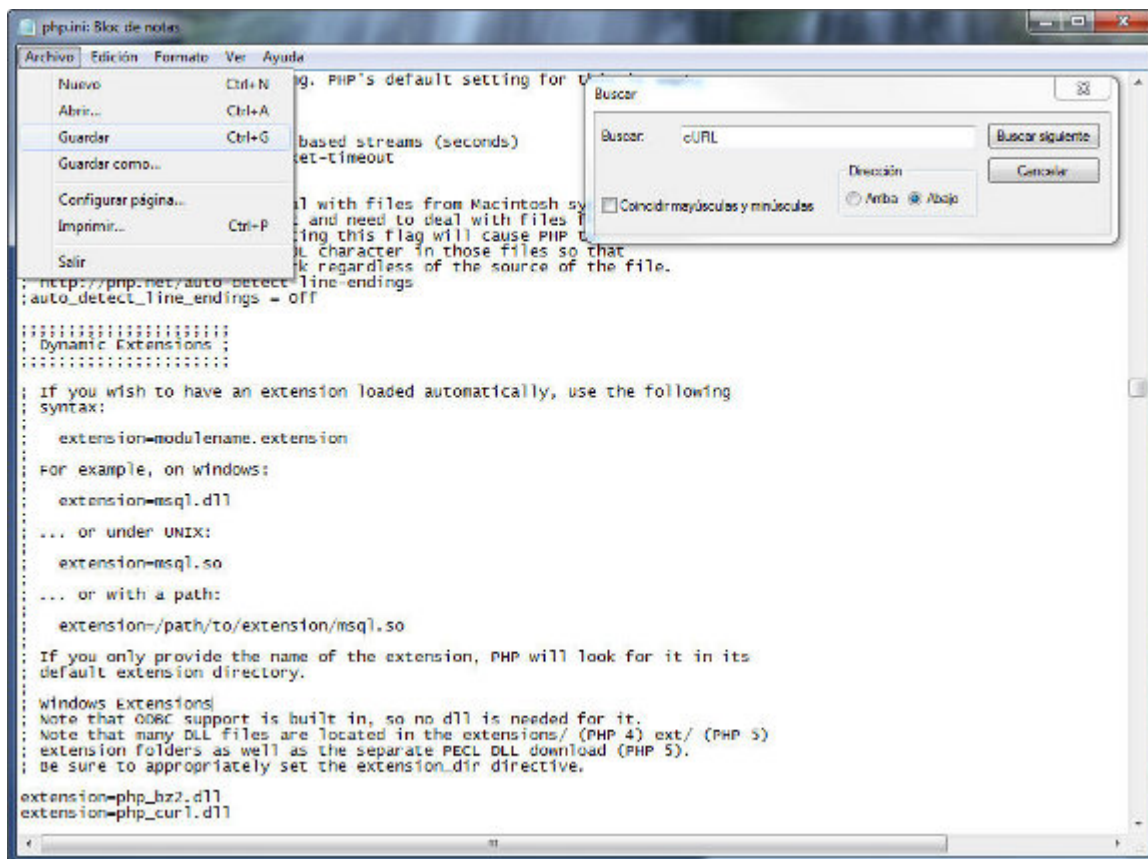 php.ini: Bloc de notas
Archivo Edición Formato Ver Ayuda
Nuevo Ctrl+N
Abrir... Ctrl+A
Guardar Ctrl+G
Guardar como...
Configurar página...
Imprimir... Ctrl+P
Salir
Buscar
Buscar: cURL Buscar siguiente
Dirección Cancelar
Coincidir mayúsculas y minúsculas Arriba Abajo
PHP's default setting for
based streams (seconds)
et-timeout
l with files from Macintosh
and need to deal with files
ing this flag will cause PHP
character in those files so that
k regardless of the source of the file.
; http://php.net/auto-detect-line-endings
;auto_detect_line_endings = Off
;;;;;;;;;;;;;;;;;;;;;;
; Dynamic Extensions ;
;;;;;;;;;;;;;;;;;;;;;;
; If you wish to have an extension loaded automatically, use the following
; syntax:
;
;   extension=modulename.extension
;
; For example, on Windows:
;
;   extension=msql.dll
;
; ... or under UNIX:
;
;   extension=msql.so
;
; ... or with a path:
;
;   extension=/path/to/extension/msql.so
;
; If you only provide the name of the extension, PHP will look for it in its
; default extension directory.
;
; Windows Extensions
; Note that ODBC support is built in, so no dll is needed for it.
; Note that many DLL files are located in the extensions/ (PHP 4) ext/ (PHP 5)
; extension folders as well as the separate PECL DLL download (PHP 5).
; Be sure to appropriately set the extension_dir directive.
extension=php_bz2.dll
extension=php_curl.dll